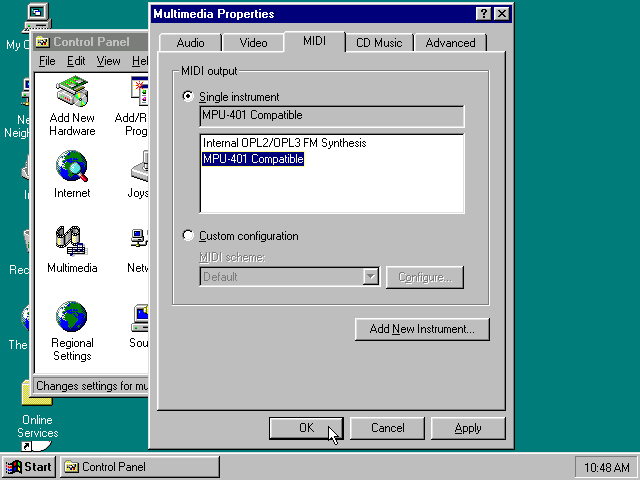 Multimedia Properties
Audio
Video
MIDI
CD Music
Advanced
MIDI output
Single instrument
MPU-401 Compatible
Internal OPL2/OPL3 FM Synthesis
MPU-401 Compatible
Custom configuration
MIDI scheme:
Default
Configure...
Add New Instrument...
OK
Cancel
Apply
My C
Control Panel
File Edit View Hel
Add New
Hardware
Add/R
Prog
Internet
Joys
Multimedia
Netw
Regional
Settings
Sou
Changes settings for mu
Ne
Neighb
In
Rec
The
Online
Services
Start
Control Panel
10:48 AM